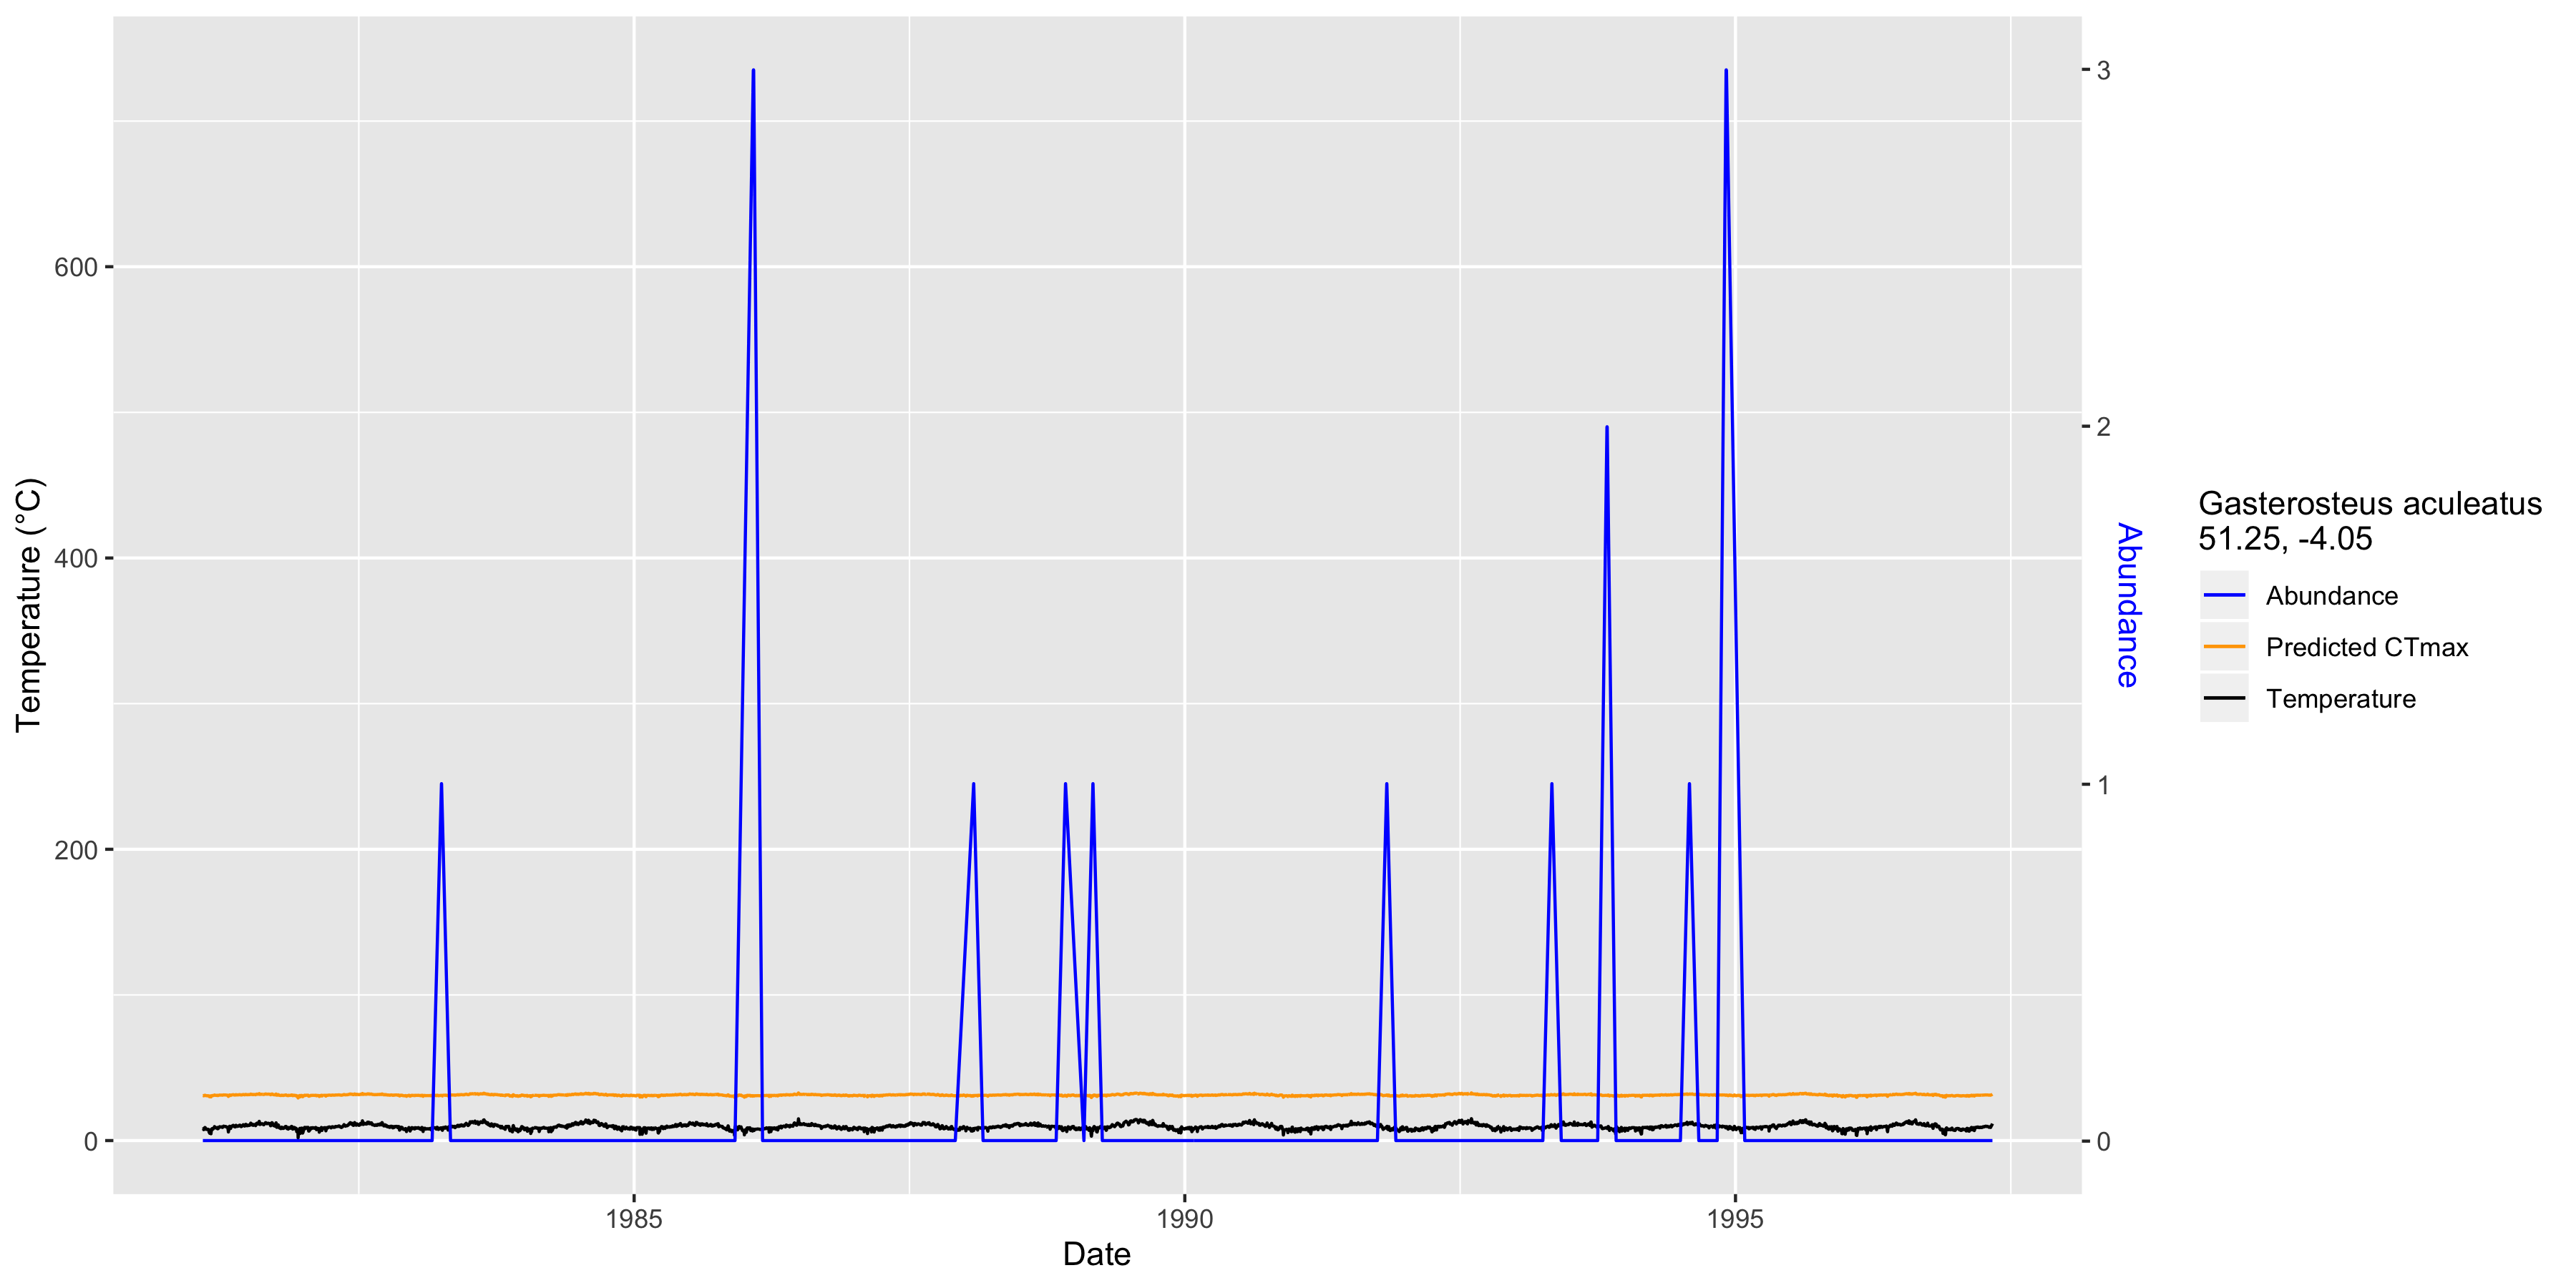 Temperature (°C)
600
400
200
0
3
2
1
0
Abundance
1985
1990
1995
Date
Gasterosteus aculeatus
51.25, -4.05
Abundance
Predicted CTmax
Temperature